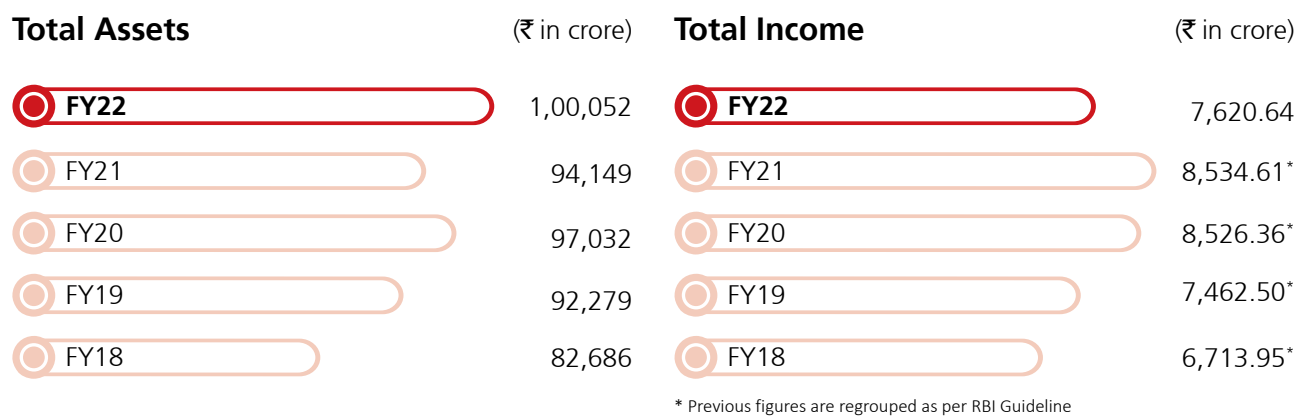 Total Assets (₹ in crore)
FY22 1,00,052
FY21 94,149
FY20 97,032
FY19 92,279
FY18 82,686
Total Income (₹ in crore)
FY22 7,620.64
FY21 8,534.61*
FY20 8,526.36*
FY19 7,462.50*
FY18 6,713.95*
* Previous figures are regrouped as per RBI Guideline